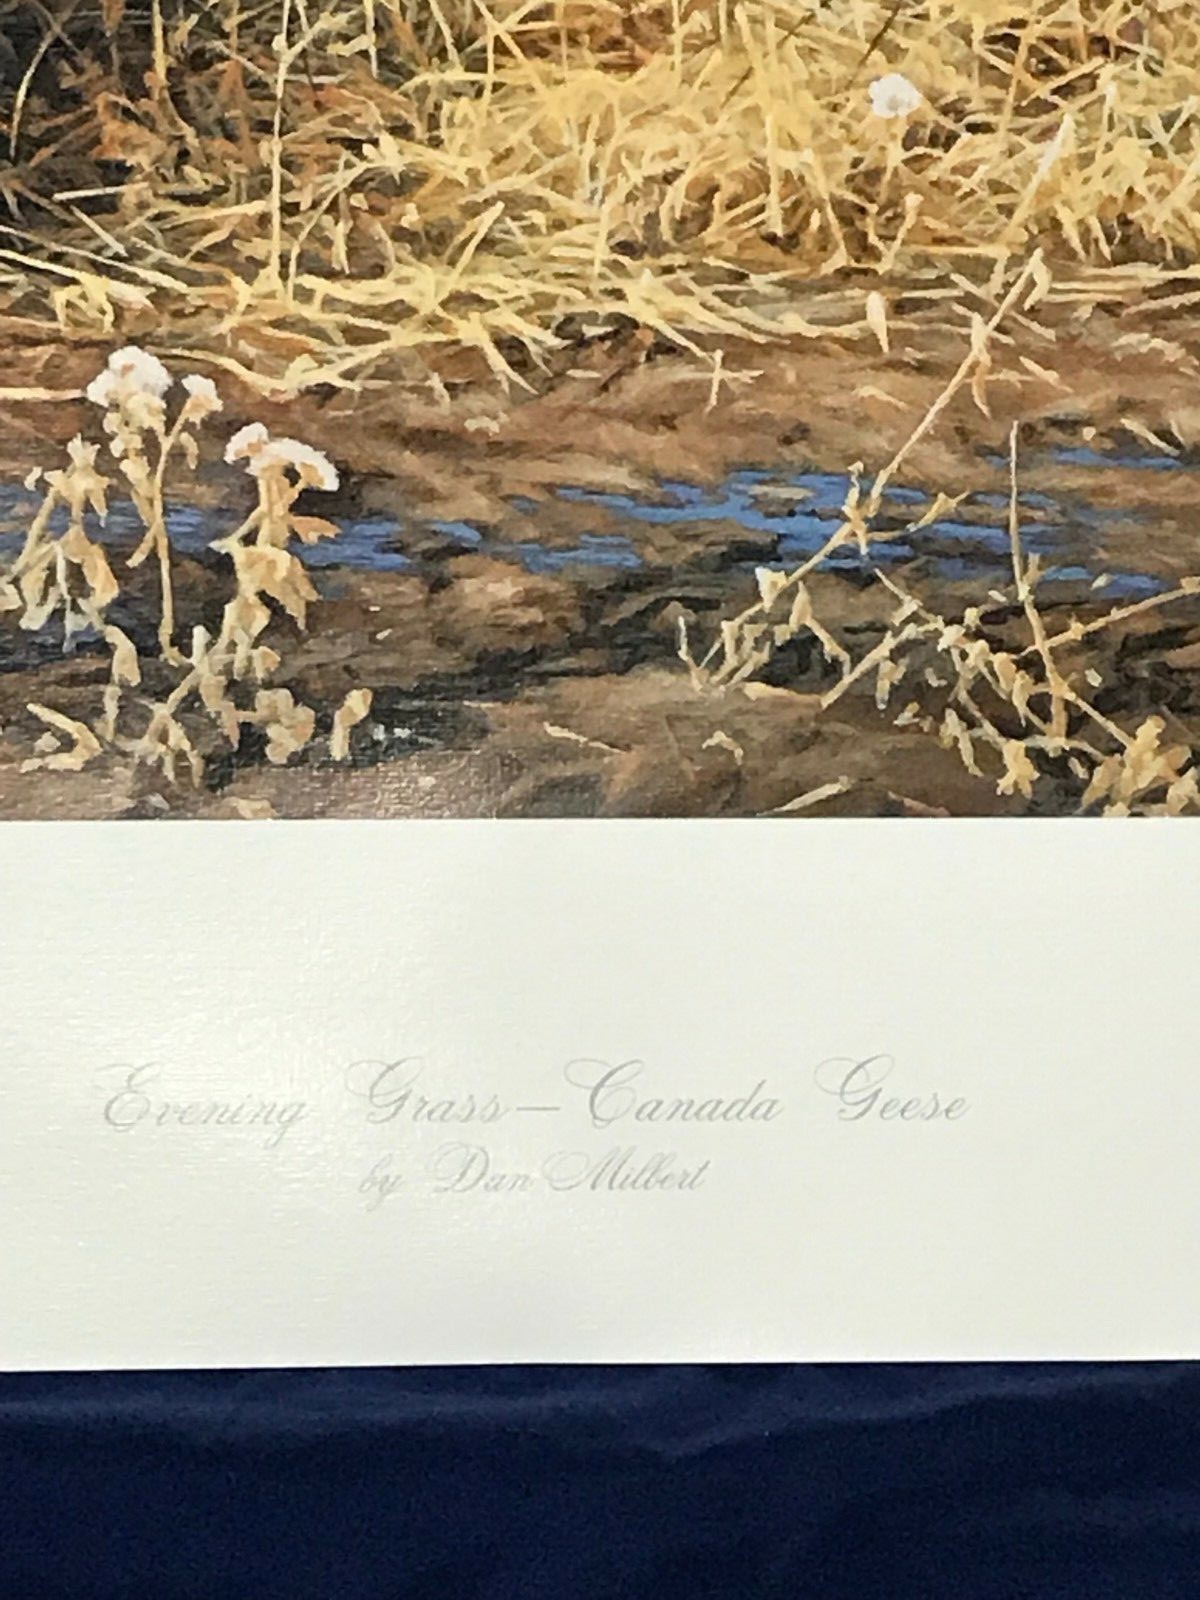 Evening Grass—Canada Geese
by Dan Milbert